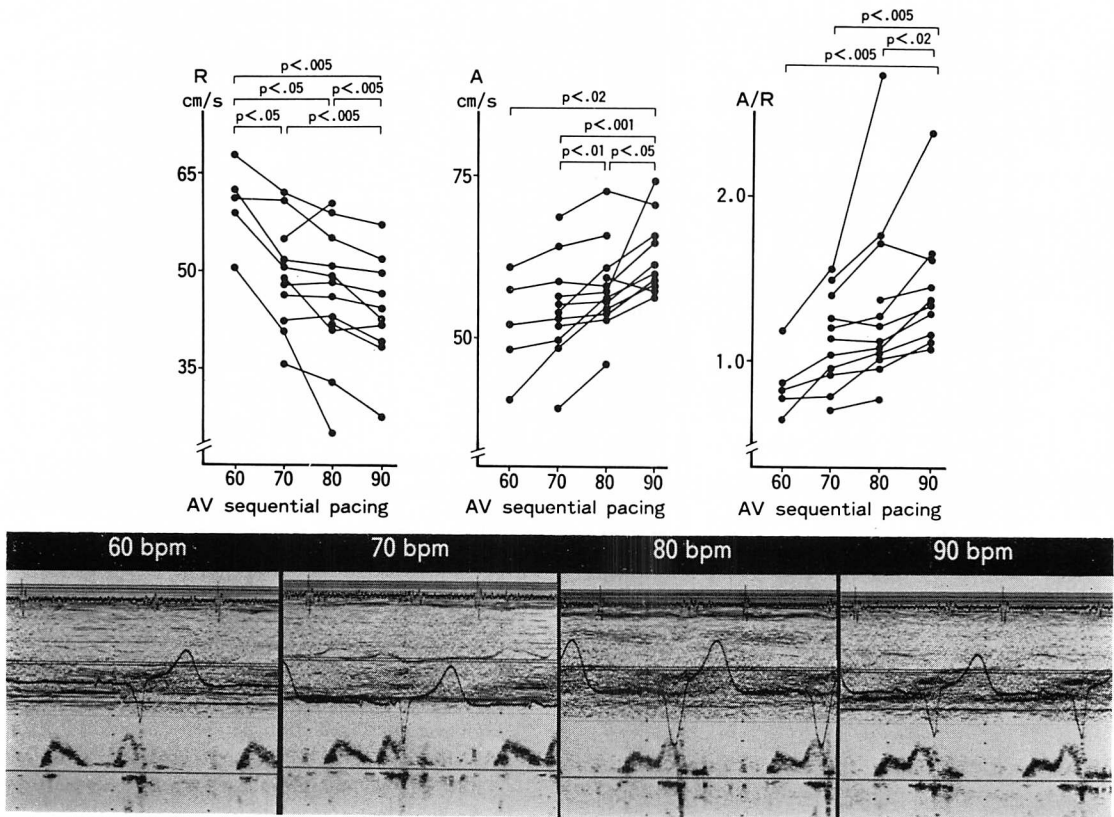 R
cm/s
p<.005
p<.05
p<.005
p<.05
p<.005
65
50
35
60 70 80 90
AV sequential pacing
A
cm/s
p<.02
p<.001
p<.01
p<.05
75
50
60 70 80 90
AV sequential pacing
A/R
p<.005
p<.02
p<.005
2.0
1.0
60 70 80 90
AV sequential pacing
60 bpm
70 bpm
80 bpm
90 bpm